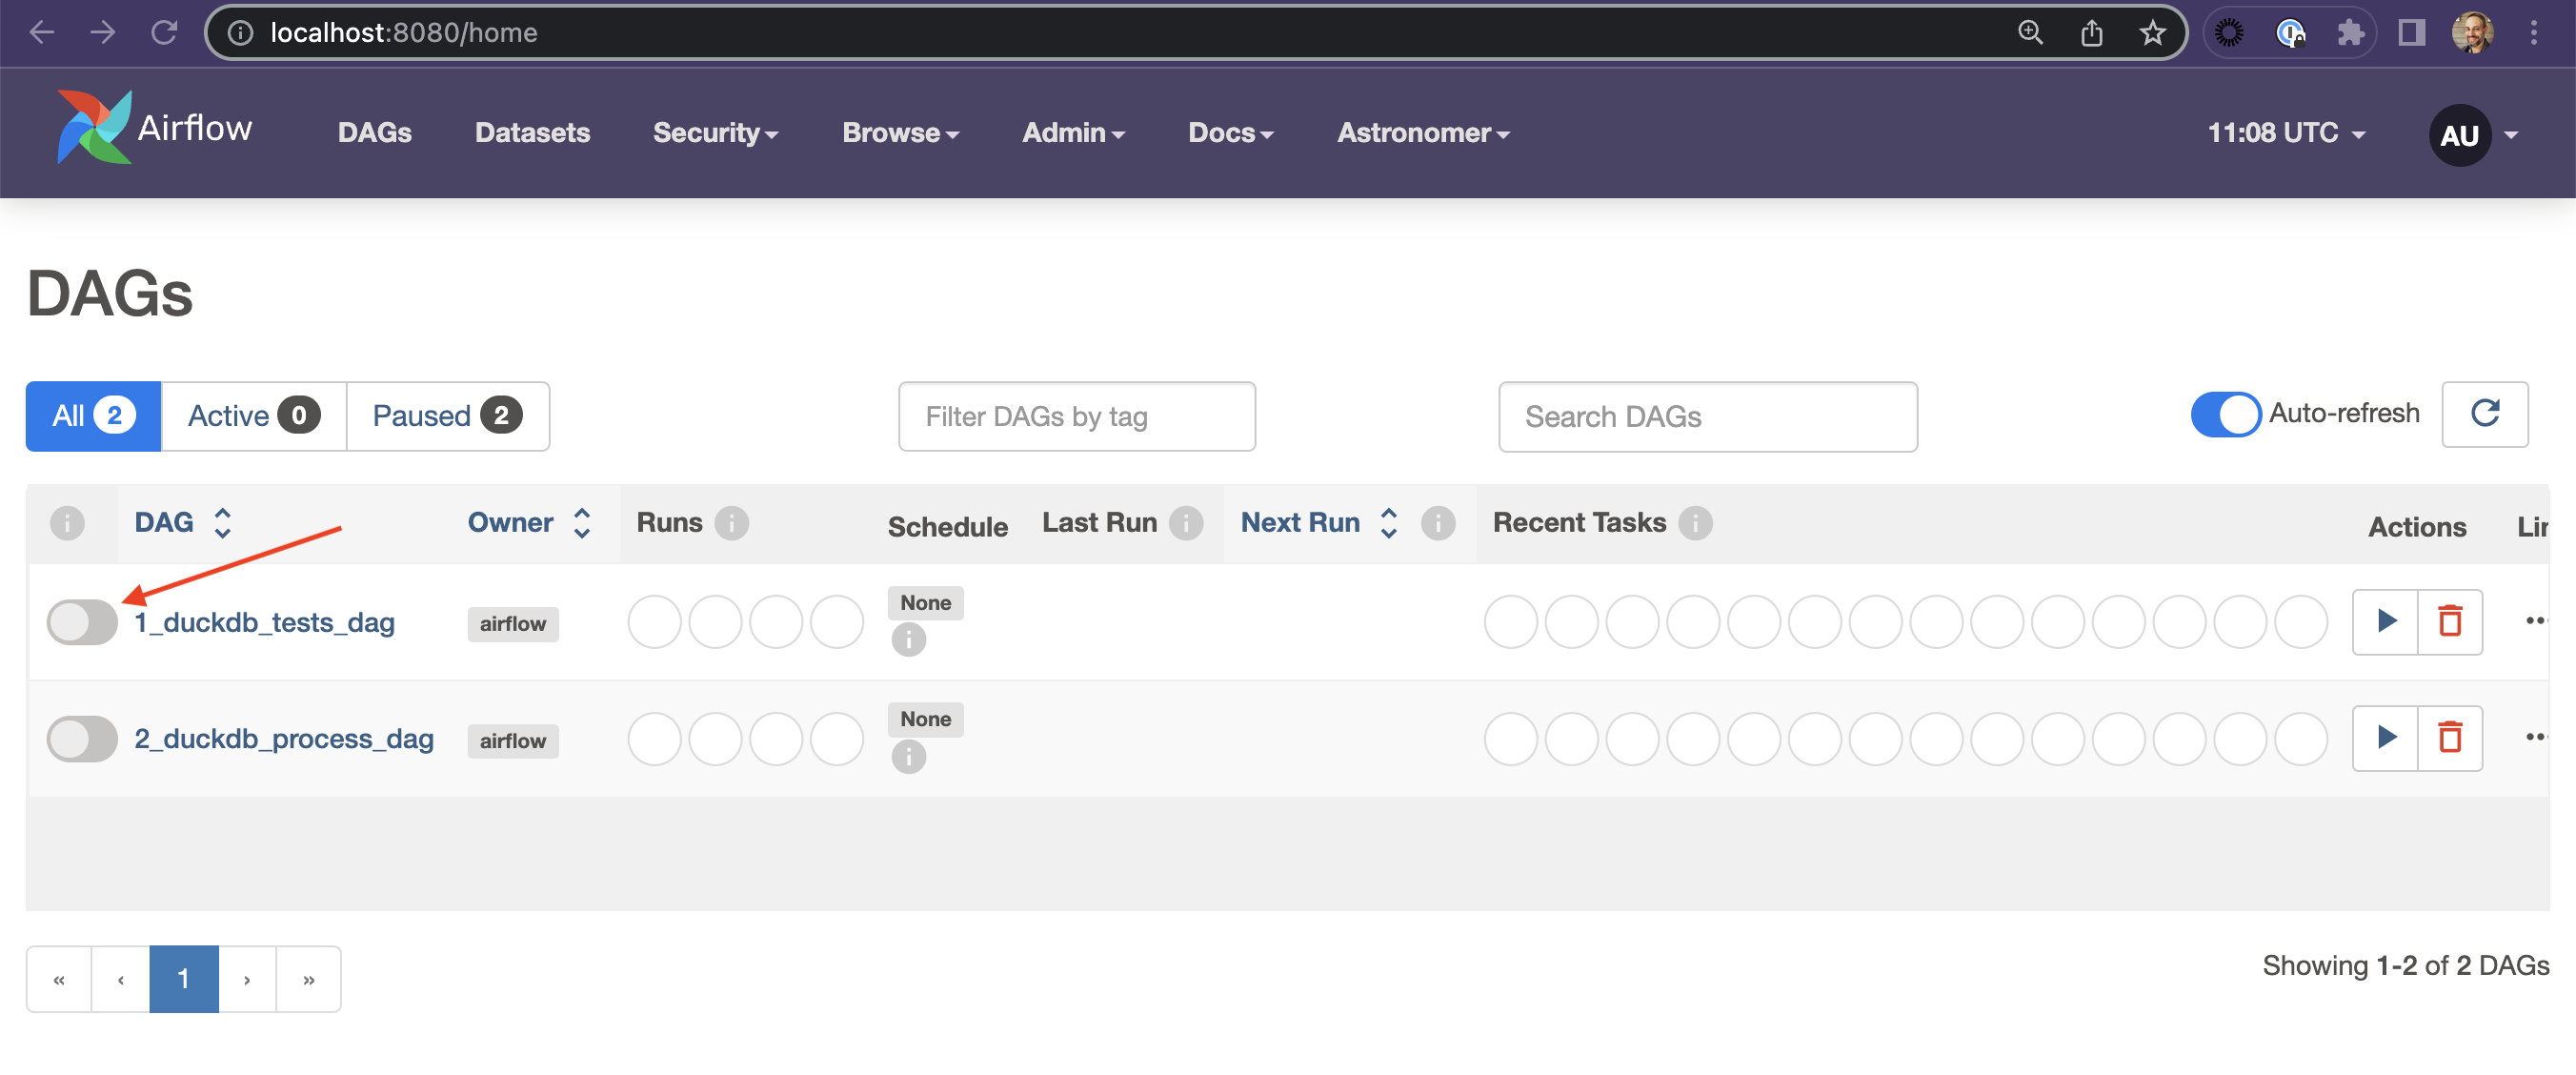 localhost:8080/home
Airflow
DAGs Datasets Security Browse Admin Docs Astronomer 11:08 UTC AU
DAGs
All 2 Active 0 Paused 2 Filter DAGs by tag Search DAGs Auto-refresh
i DAG Owner Runs i Schedule Last Run i Next Run i Recent Tasks i Actions
1_duckdb_tests_dag airflow None
i
2_duckdb_process_dag airflow None
i
« ‹ 1 › »
Showing 1-2 of 2 DAGs